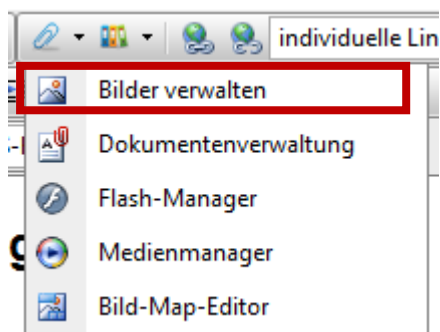 individuelle Lin
Bilder verwalten
Dokumentenverwaltung
Flash-Manager
Medienmanager
Bild-Map-Editor